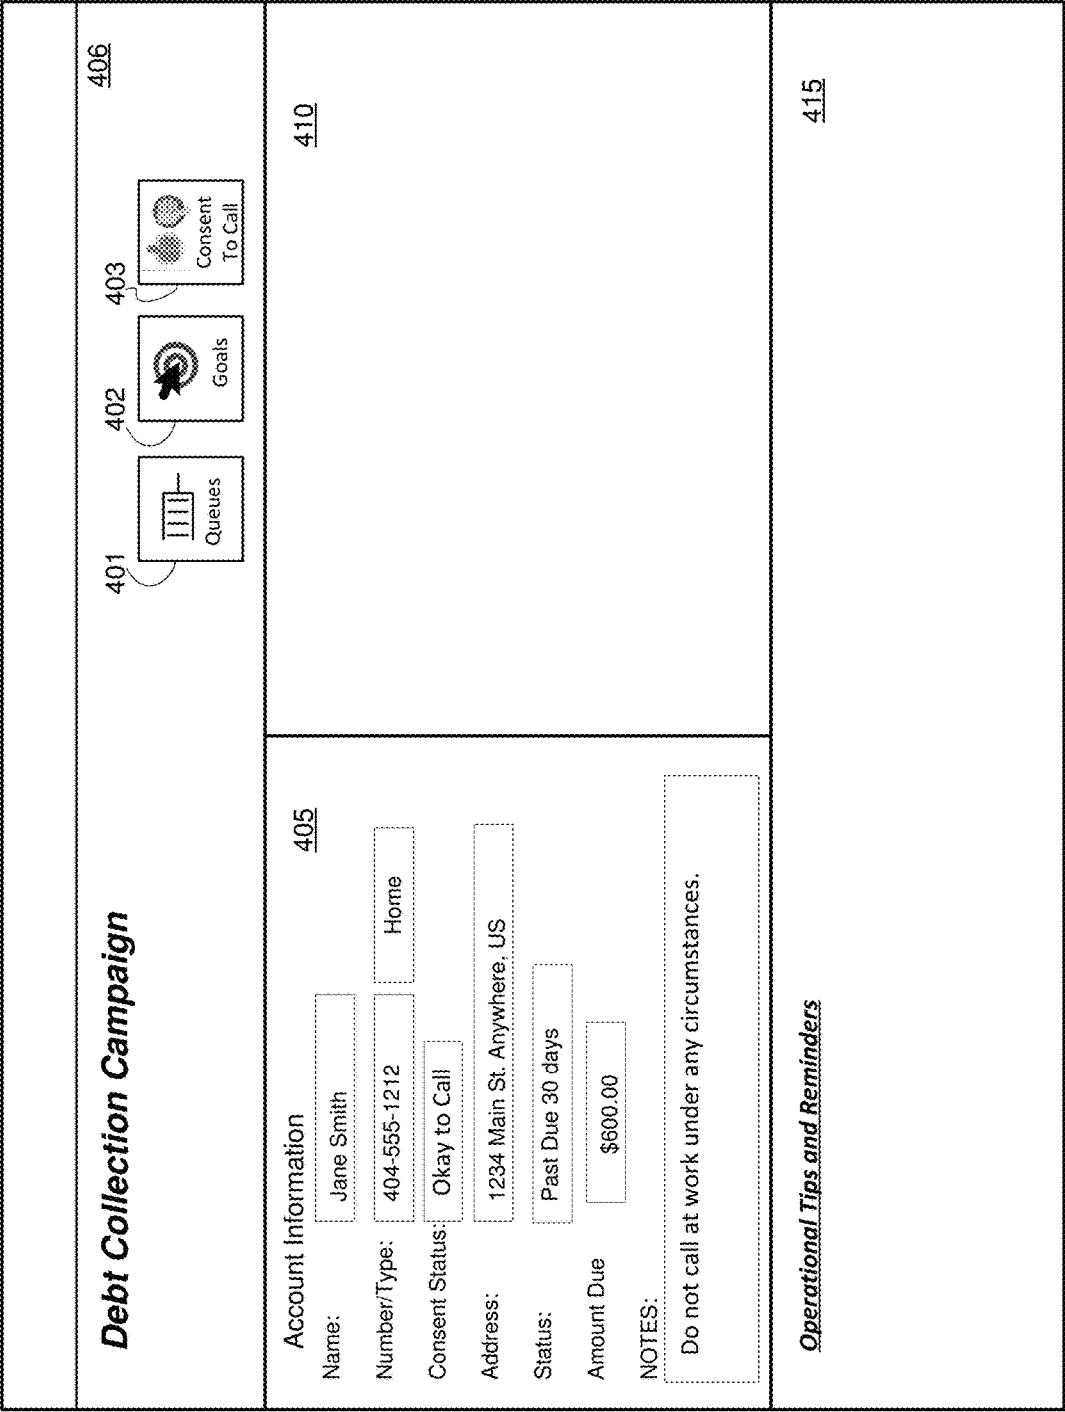 Debt Collection Campaign
401
402
403
406
Queues
Goals
Consent
To Call
Account Information
405
410
Name:
Jane Smith
Number/Type:
404-555-1212
Home
Consent Status:
Okay to Call
Address:
1234 Main St. Anywhere, US
Status:
Past Due 30 days
Amount Due
$600.00
NOTES:
Do not call at work under any circumstances.
Operational Tips and Reminders
415